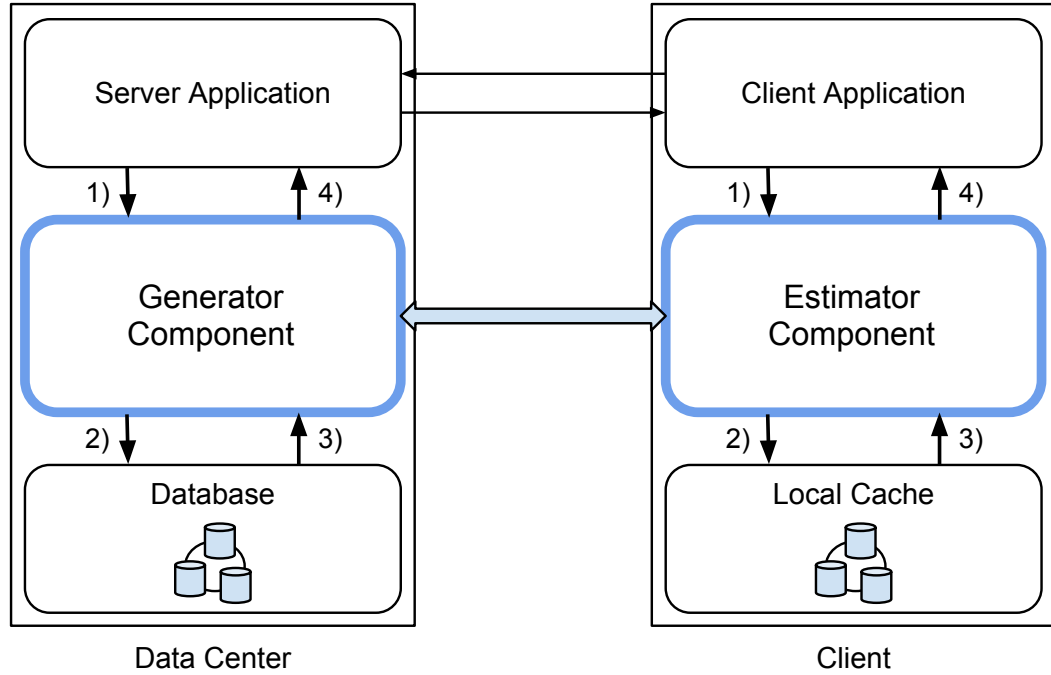 Server Application
Client Application
1)
4)
1)
4)
Generator
Component
Estimator
Component
2)
3)
2)
3)
Database
Local Cache
Data Center
Client